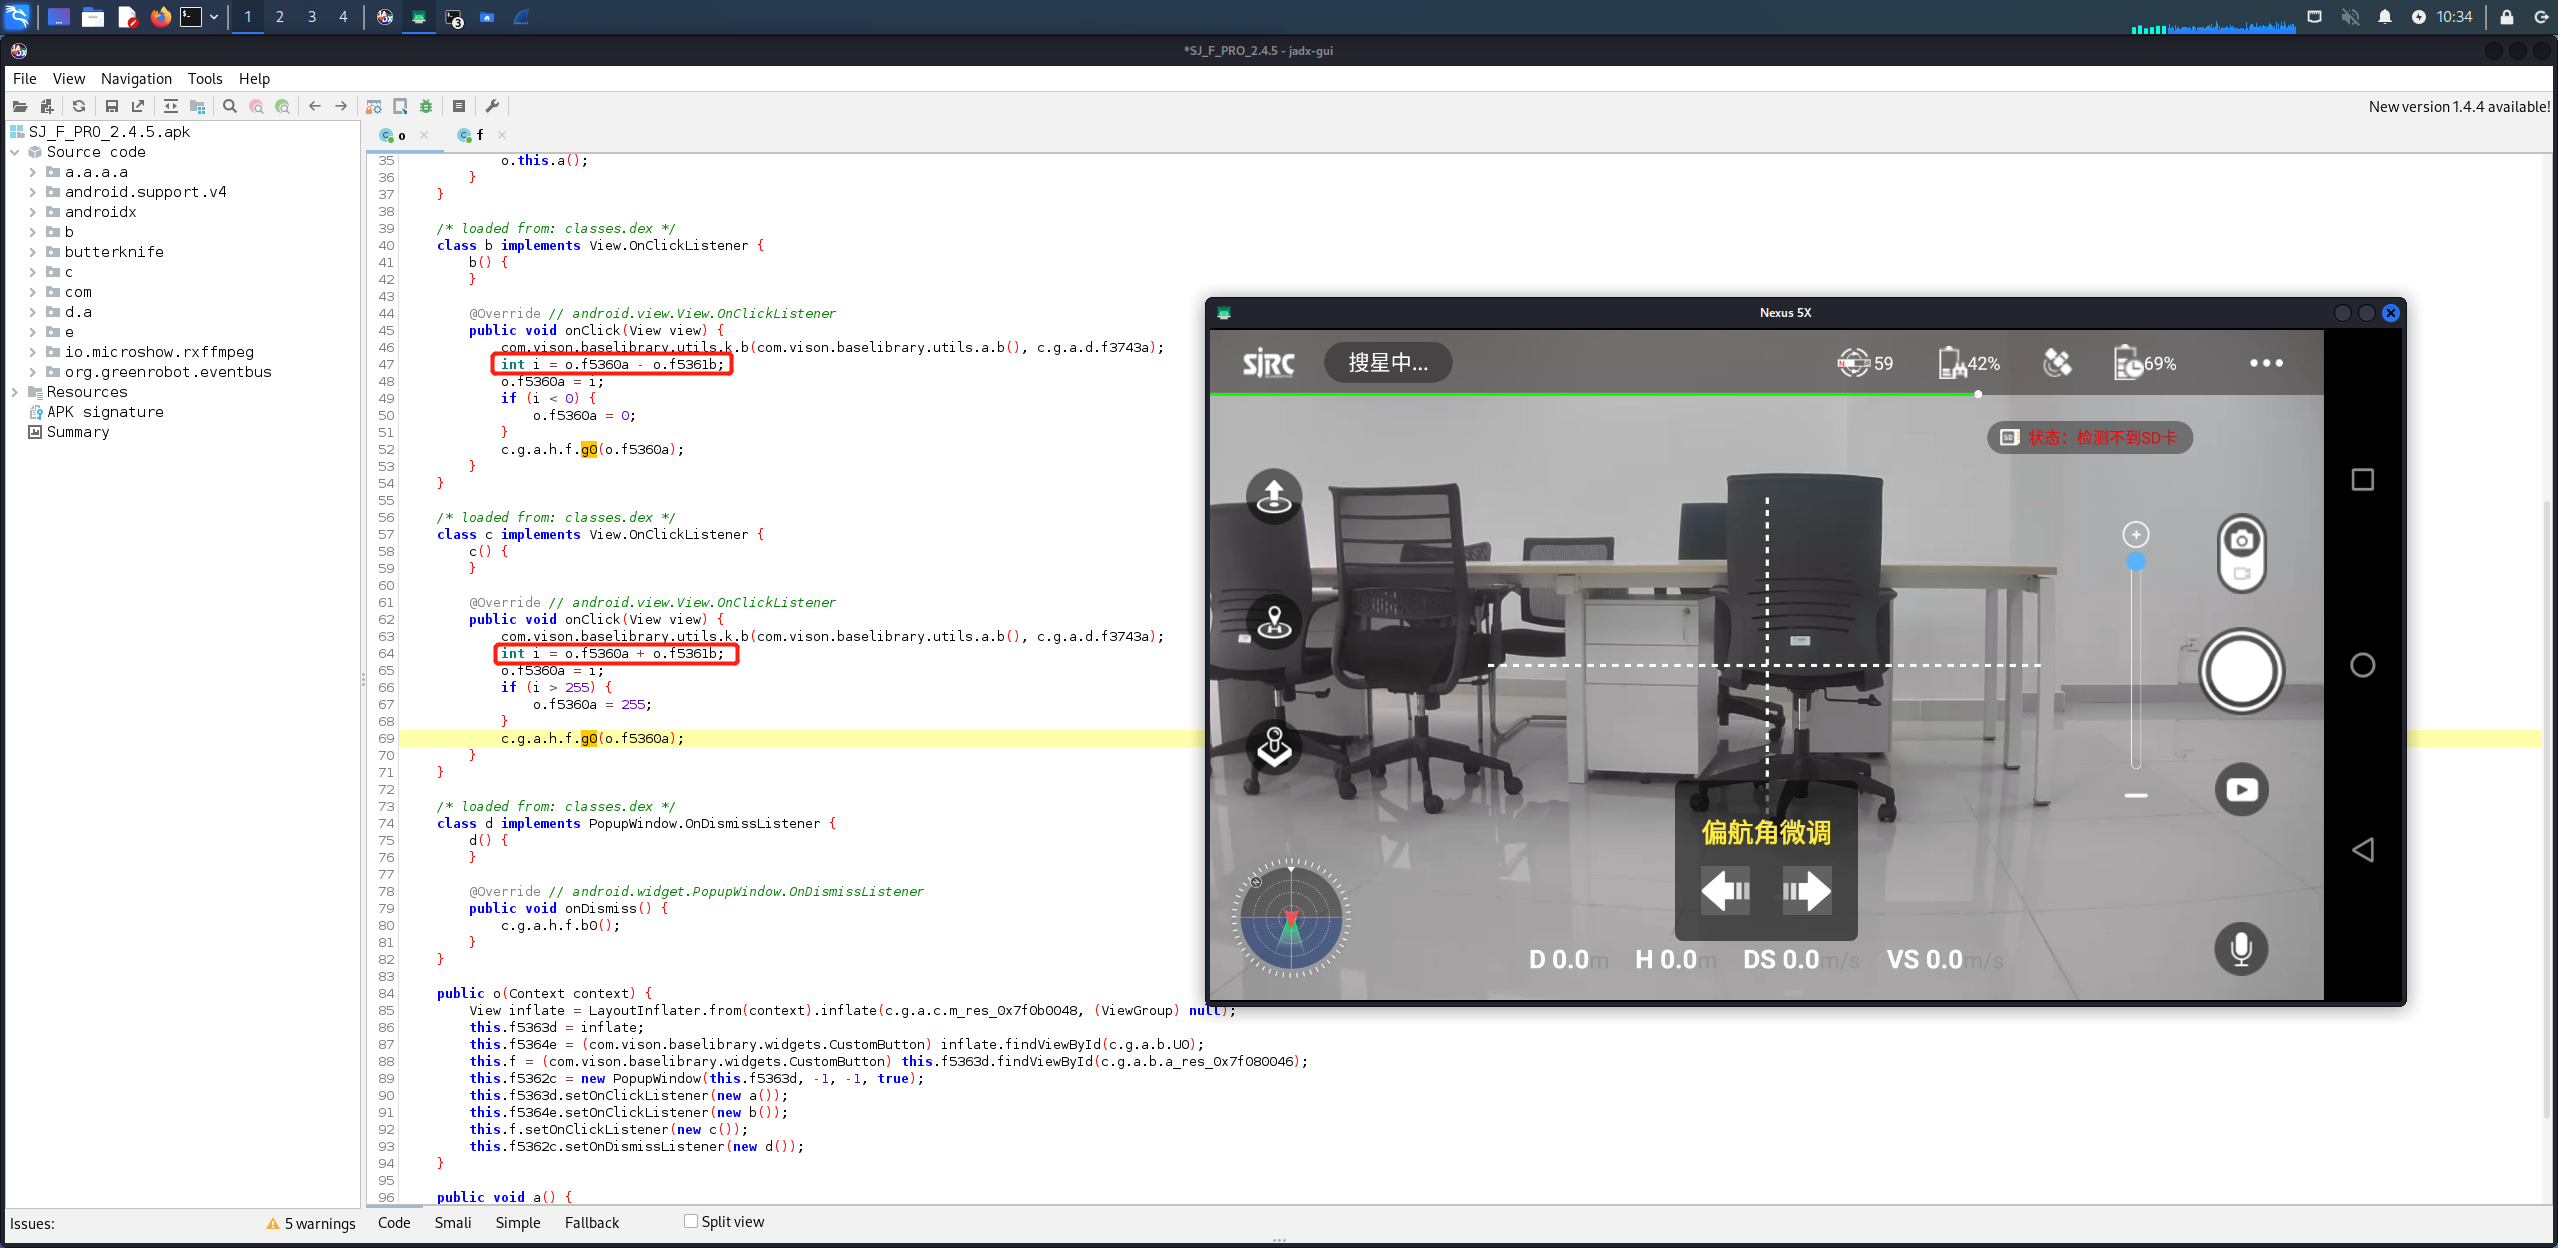 1 2 3 4
3
10:34
*SJ_F_PRO_2.4.5 - jadx-gui
File View Navigation Tools Help
New version 1.4.4 available!
SJ_F_PRO_2.4.5.apk
Source code
a.a.a.a
android.support.v4
androidx
b
butterknife
c
com
d.a
e
io.microshow.rxffmpeg
org.greenrobot.eventbus
Resources
APK signature
Summary
o f
35 o.this.a();
36 }
37 }
38
39 /* loaded from: classes.dex */
40 class b implements View.OnClickListener {
41 b() {
42 }
43
44 @Override // android.view.View.OnClickListener
45 public void onClick(View view) {
46 com.vison.baselibrary.utils.k.b(com.vison.baselibrary.utils.a.b(), c.g.a.d.f3743a);
47 int i = o.f5360a - o.f5361b;
48 o.f5360a = i;
49 if (i < 0) {
50 o.f5360a = 0;
51 }
52 c.g.a.h.f.g0(o.f5360a);
53 }
54 }
55
56 /* loaded from: classes.dex */
57 class c implements View.OnClickListener {
58 c() {
59 }
60
61 @Override // android.view.View.OnClickListener
62 public void onClick(View view) {
63 com.vison.baselibrary.utils.k.b(com.vison.baselibrary.utils.a.b(), c.g.a.d.f3743a);
64 int i = o.f5360a + o.f5361b;
65 o.f5360a = i;
66 if (i > 255) {
67 o.f5360a = 255;
68 }
69 c.g.a.h.f.g0(o.f5360a);
70 }
71 }
72
73 /* loaded from: classes.dex */
74 class d implements PopupWindow.OnDismissListener {
75 d() {
76 }
77
78 @Override // android.widget.PopupWindow.OnDismissListener
79 public void onDismiss() {
80 c.g.a.h.f.b0();
81 }
82 }
83
84 public o(Context context) {
85 View inflate = LayoutInflater.from(context).inflate(c.g.a.c.m_res_0x7f0b0048, (ViewGroup) null);
86 this.f5363d = inflate;
87 this.f5364e = (com.vison.baselibrary.widgets.CustomButton) inflate.findViewById(c.g.a.b.U0);
88 this.f = (com.vison.baselibrary.widgets.CustomButton) this.f5363d.findViewById(c.g.a.b.a_res_0x7f080046);
89 this.f5362c = new PopupWindow(this.f5363d, -1, -1, true);
90 this.f5363d.setOnClickListener(new a());
91 this.f5364e.setOnClickListener(new b());
92 this.f.setOnClickListener(new c());
93 this.f5362c.setOnDismissListener(new d());
94 }
95
96 public void a() {
Nexus 5X
SJRC 搜星中... 59 42% 69%
SD 状态：检测不到SD卡
偏航角微调
D 0.0m H 0.0m DS 0.0m/s VS 0.0m/s
Issues: 5 warnings Code Smali Simple Fallback Split view